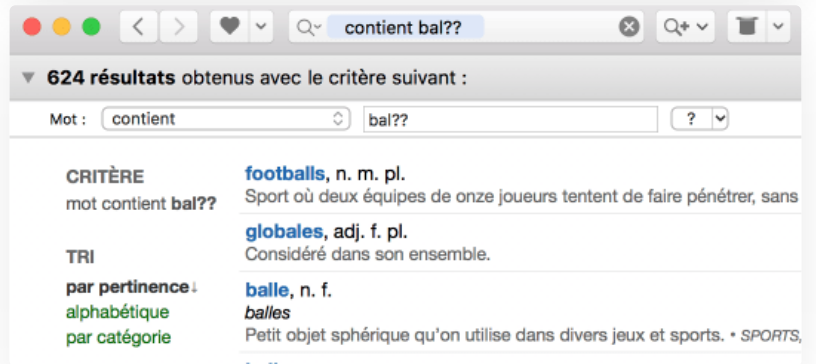 contient bal??
624 résultats obtenus avec le critère suivant :
Mot : contient bal?? ?
CRITÈRE
mot contient bal??
TRI
par pertinence↓
alphabétique
par catégorie
footballs, n. m. pl.
Sport où deux équipes de onze joueurs tentent de faire pénétrer, sans
globales, adj. f. pl.
Considéré dans son ensemble.
balle, n. f.
balles
Petit objet sphérique qu'on utilise dans divers jeux et sports. • SPORTS,